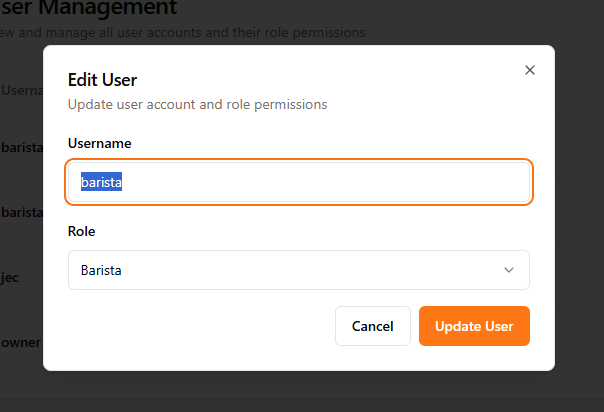 ser Management
ew and manage all user accounts and their role permissions
Userna
Edit User
Update user account and role permissions
Username
barista
barista
Role
barista
Barista
jec
Cancel
Update User
owner